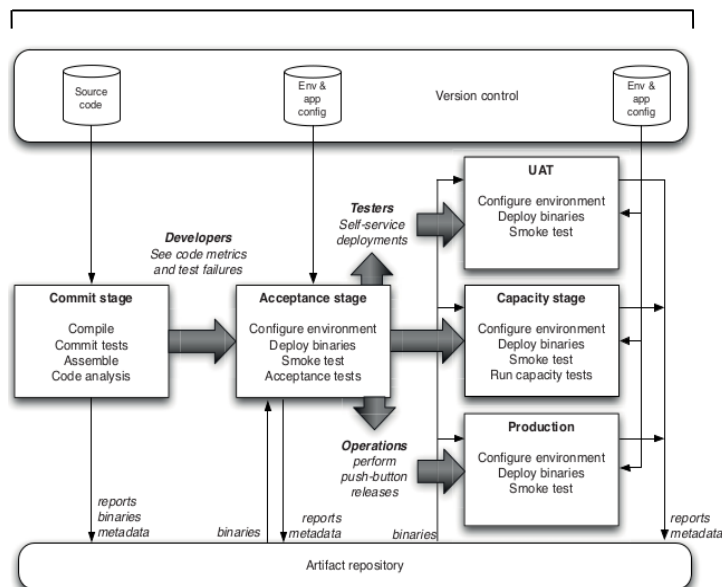 Source
code
Env &
app
config
Version control
Env &
app
config
Developers
See code metrics
and test failures
Testers
Self-service
deployments
UAT
Configure environment
Deploy binaries
Smoke test
Commit stage
Compile
Commit tests
Assemble
Code analysis
Acceptance stage
Configure environment
Deploy binaries
Smoke test
Acceptance tests
Capacity stage
Configure environment
Deploy binaries
Smoke test
Run capacity tests
Operations
perform
push-button
releases
Production
Configure environment
Deploy binaries
Smoke test
reports
binaries
metadata
binaries
reports
metadata
binaries
reports
metadata
Artifact repository